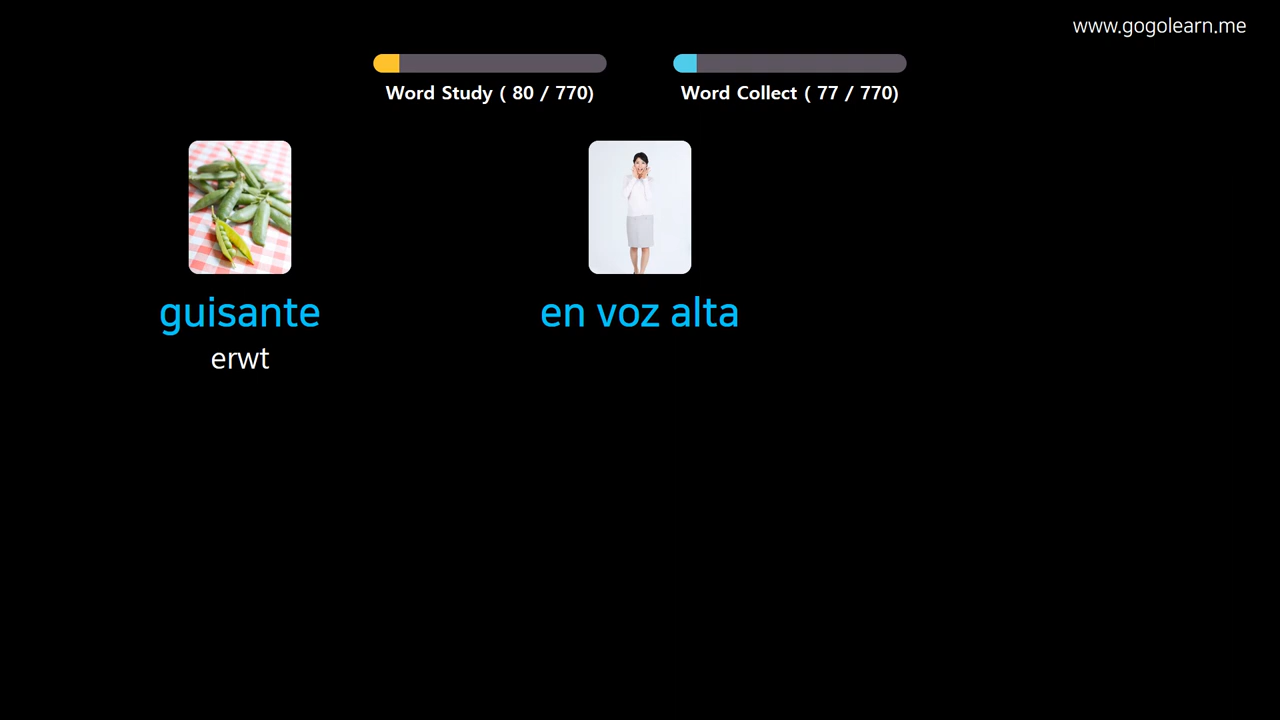 www.gogolearn.me
Word Study ( 80 / 770)
Word Collect ( 77 / 770)
guisante
erwt
en voz alta